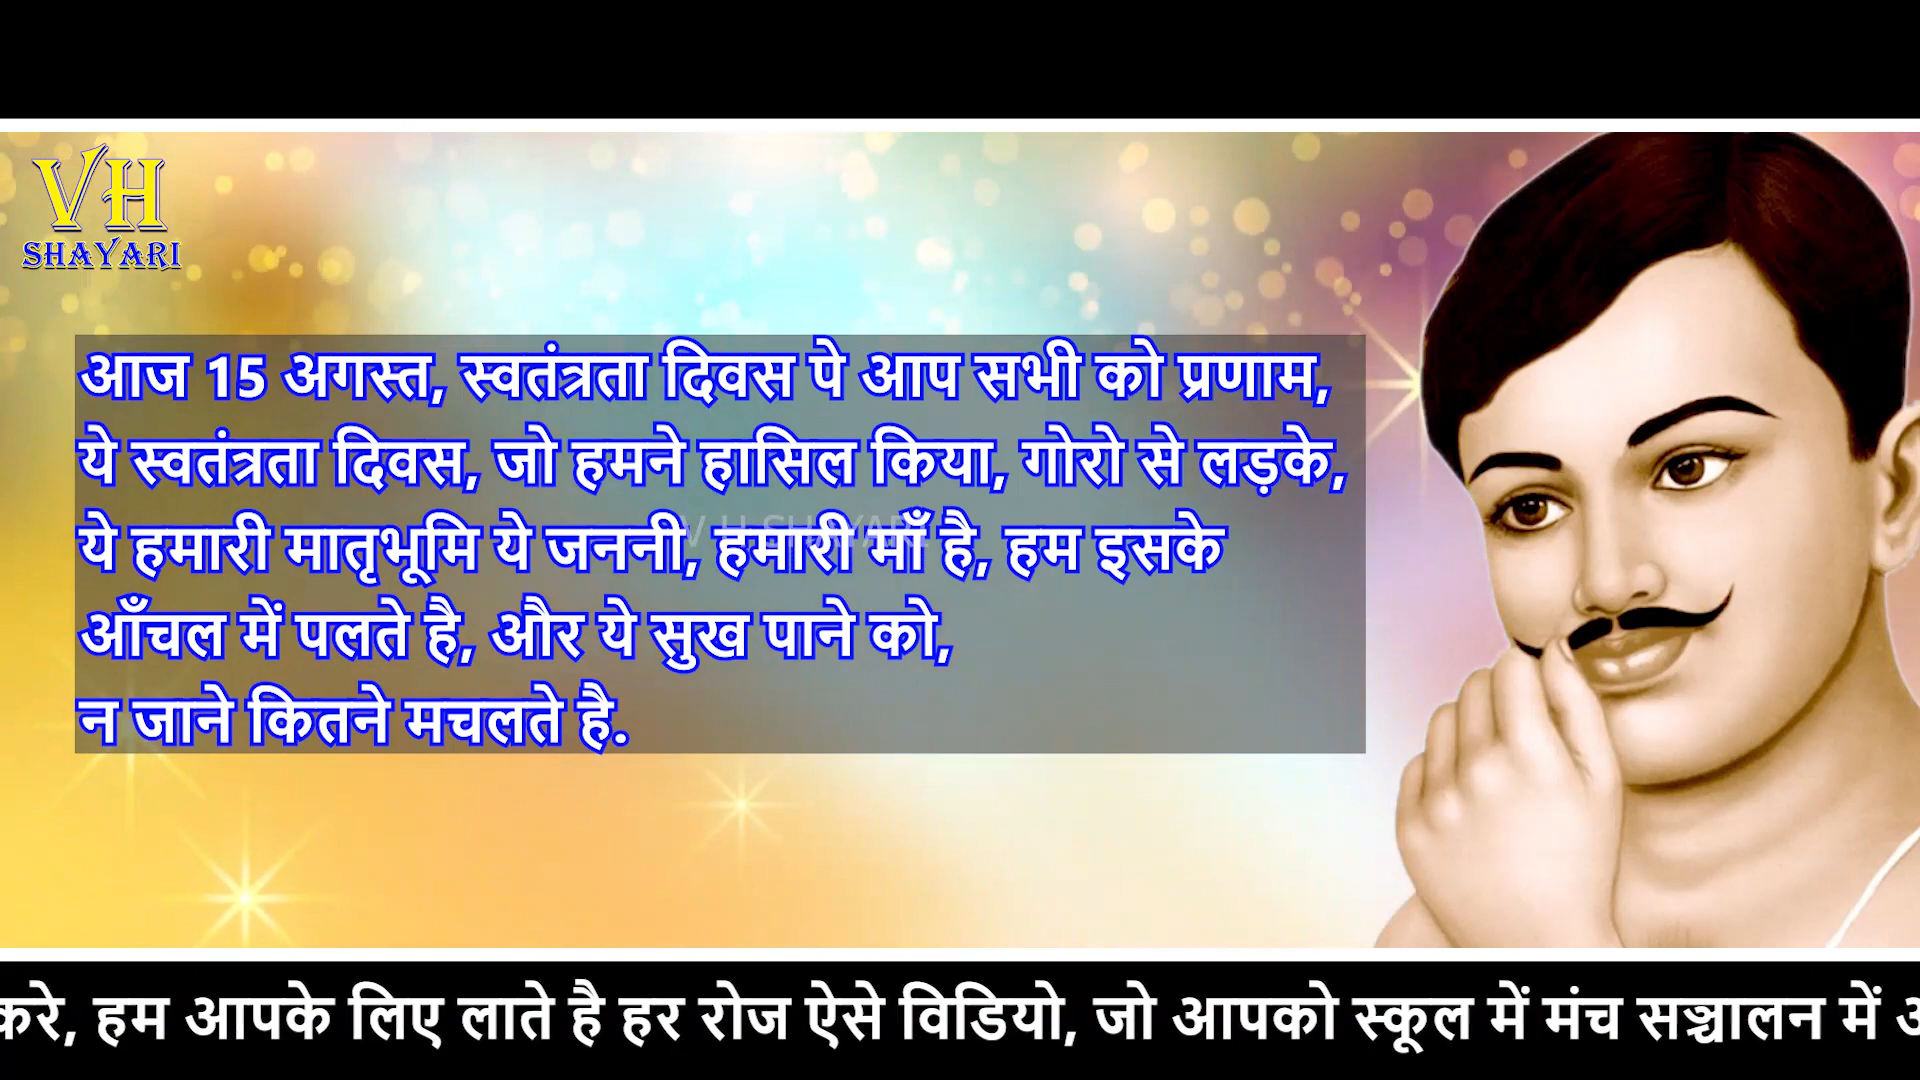 VH
SHAYARI
आज 15 अगस्त, स्वतंत्रता दिवस पे आप सभी को प्रणाम,
ये स्वतंत्रता दिवस, जो हमने हासिल किया, गोरो से लड़के,
ये हमारी मातृभूमि ये जननी, हमारी माँ है, हम इसके
V H SHAYARI
आँचल में पलते है, और ये सुख पाने को,
न जाने कितने मचलते है.
करे, हम आपके लिए लाते है हर रोज ऐसे विडियो, जो आपको स्कूल में मंच सञ्चालन में